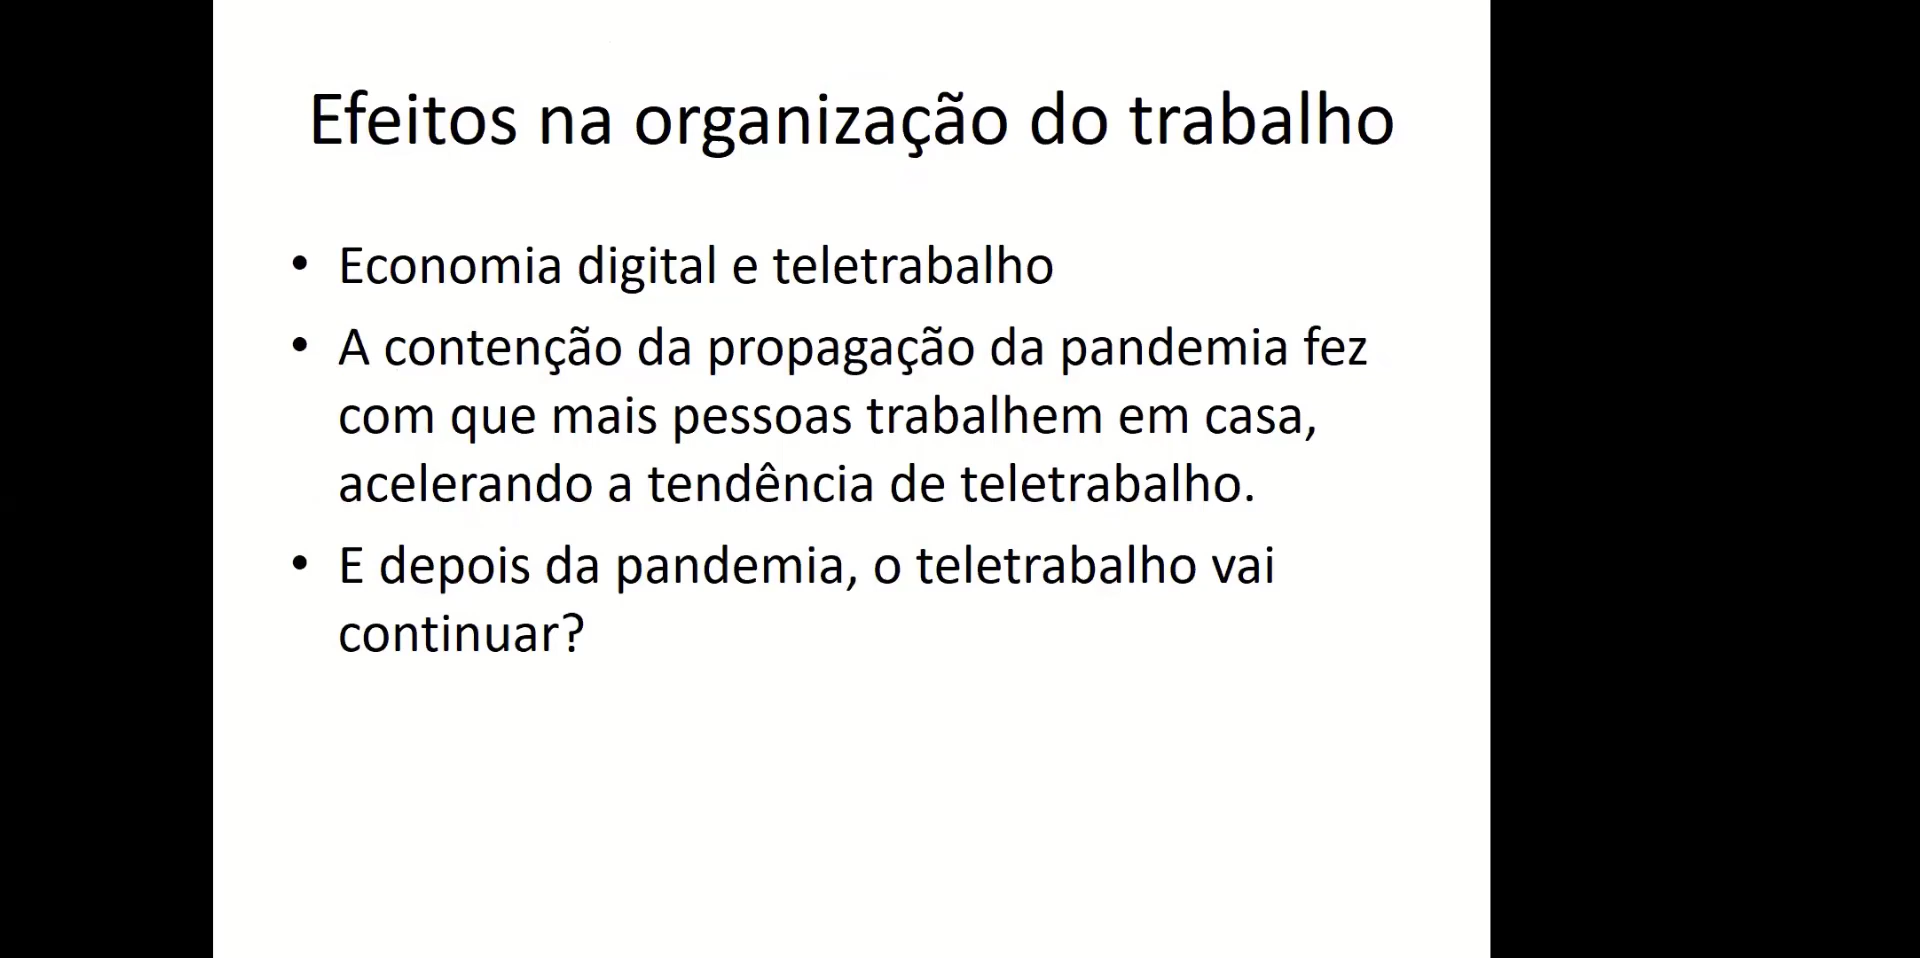 Efeitos na organização do trabalho
• Economia digital e teletrabalho
• A contenção da propagação da pandemia fez
com que mais pessoas trabalhem em casa,
acelerando a tendência de teletrabalho.
• E depois da pandemia, o teletrabalho vai
continuar?